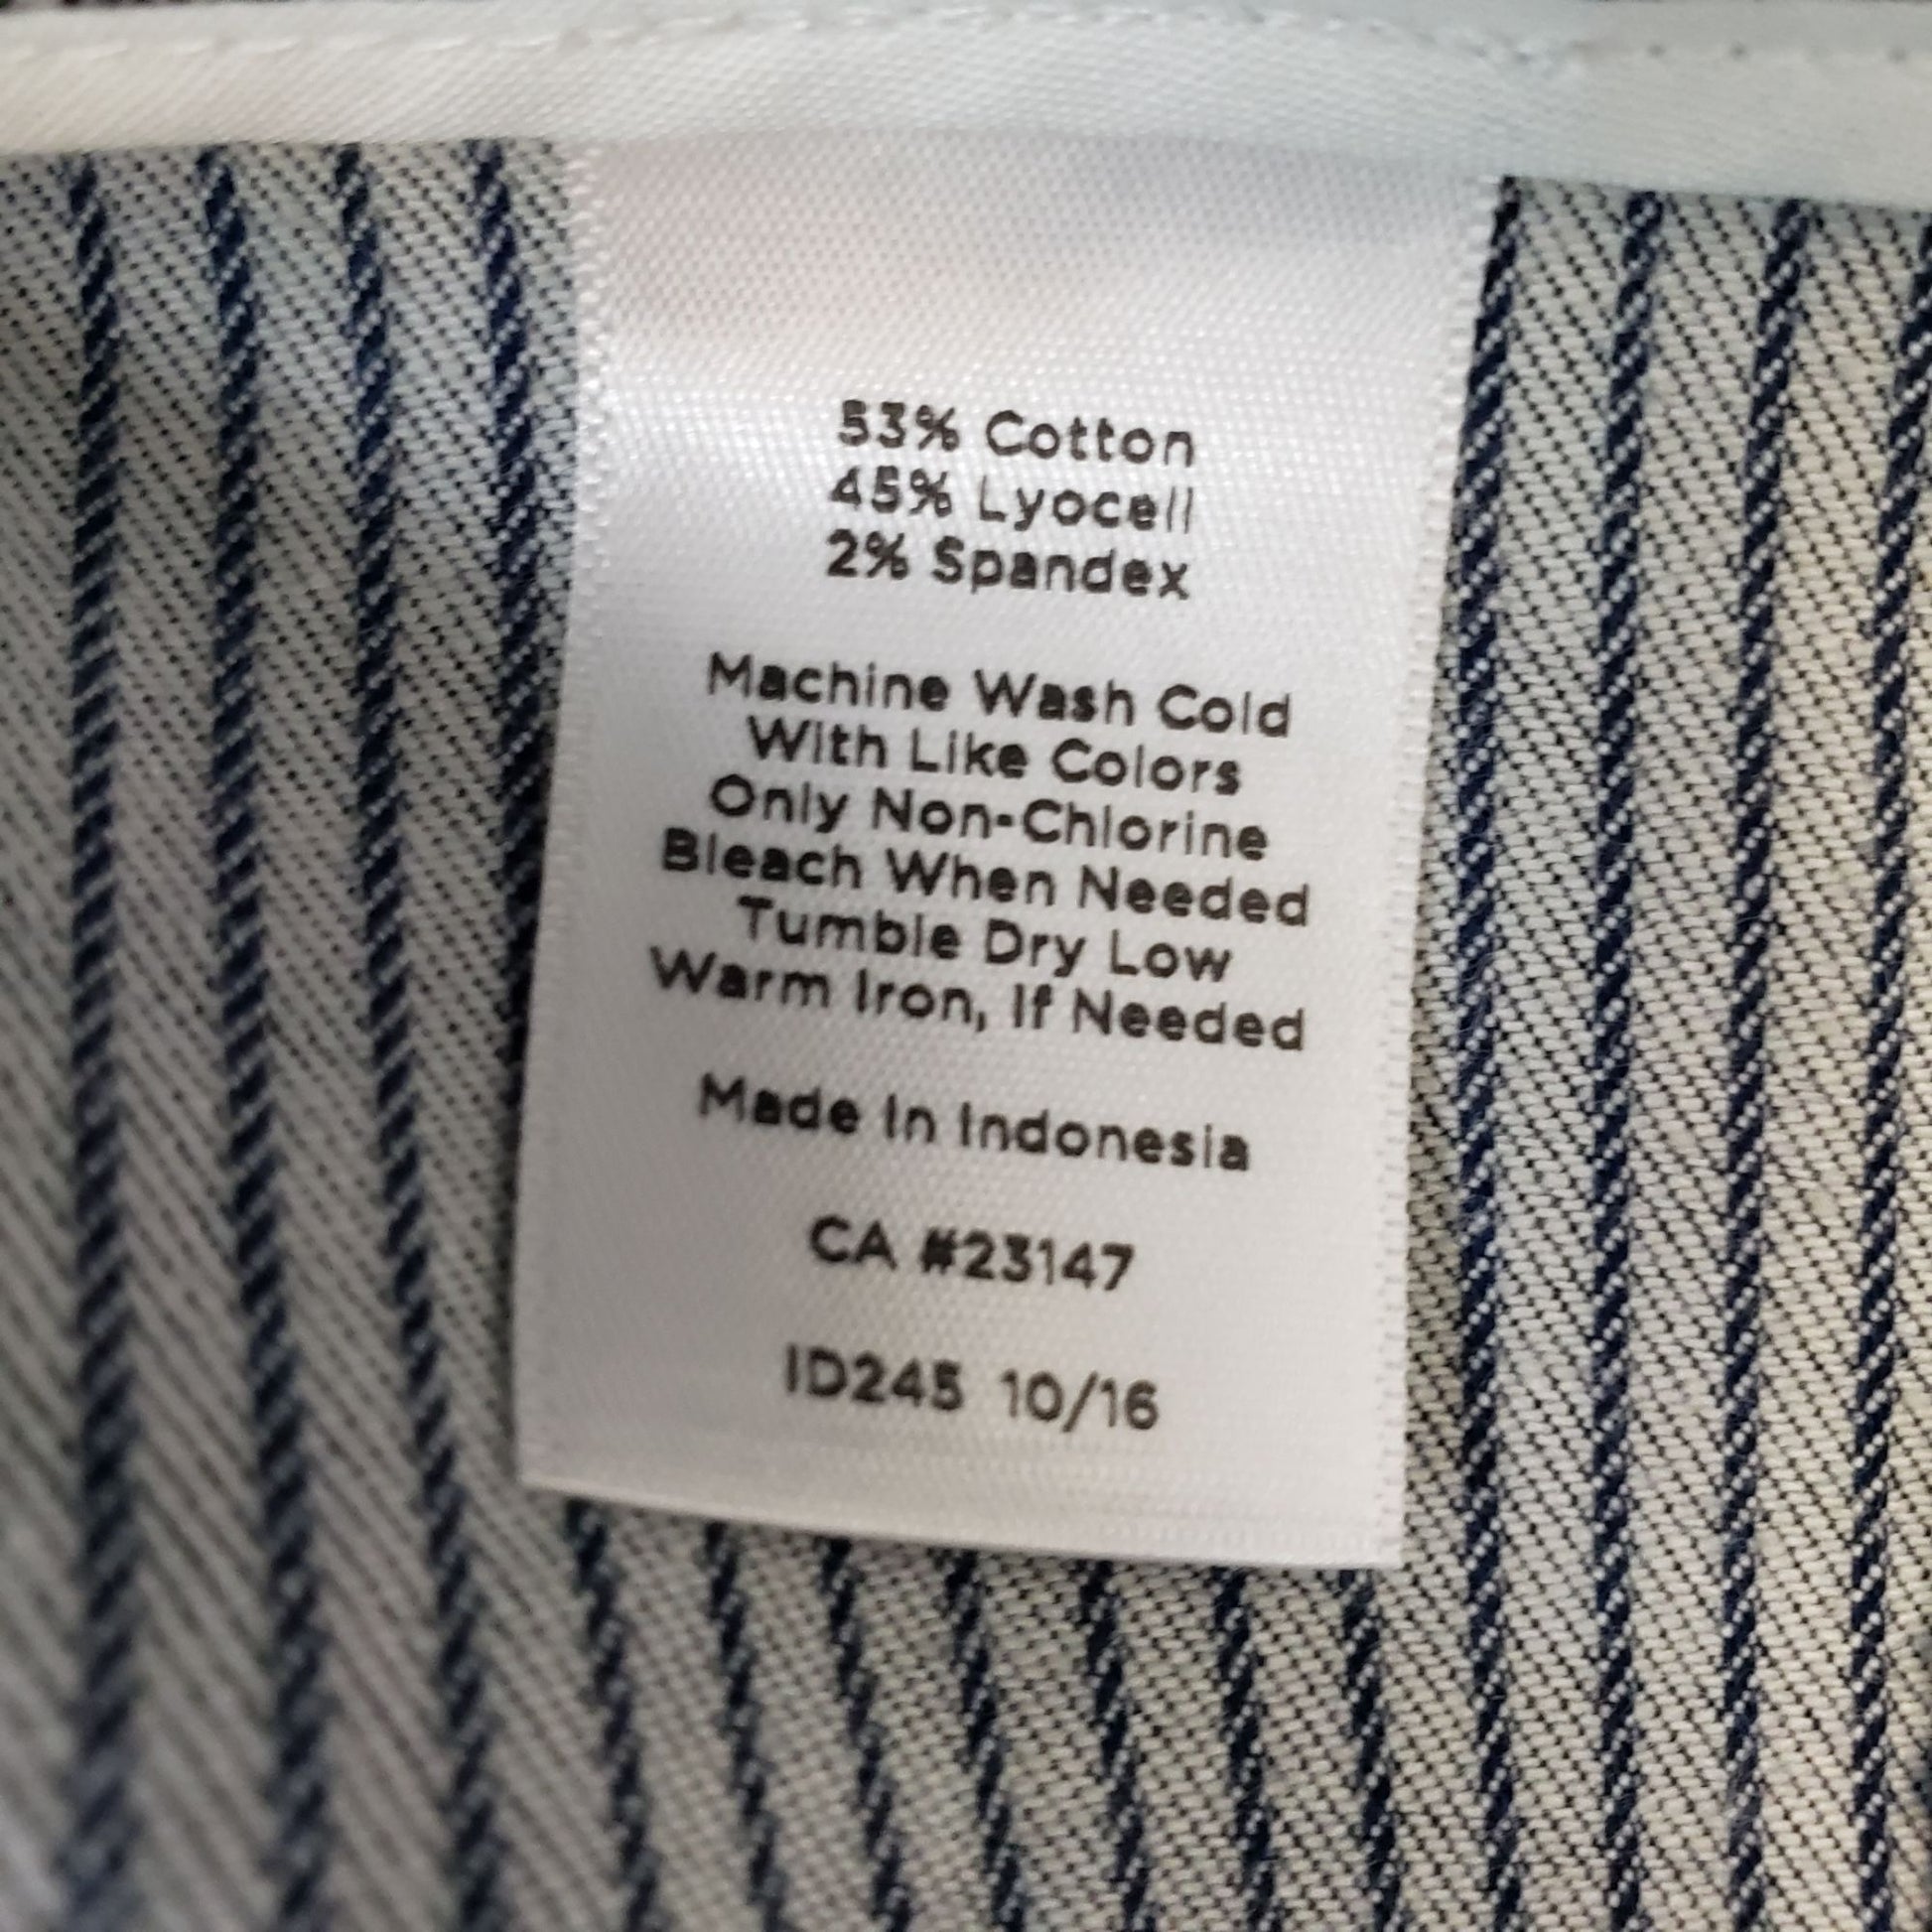 53% Cotton
45% Lyocell
2% Spandex
Machine Wash Cold
With Like Colors
Only Non-Chlorine
Bleach When Needed
Tumble Dry Low
Warm Iron, If Needed
Made In Indonesia
CA #23147
ID245 10/16